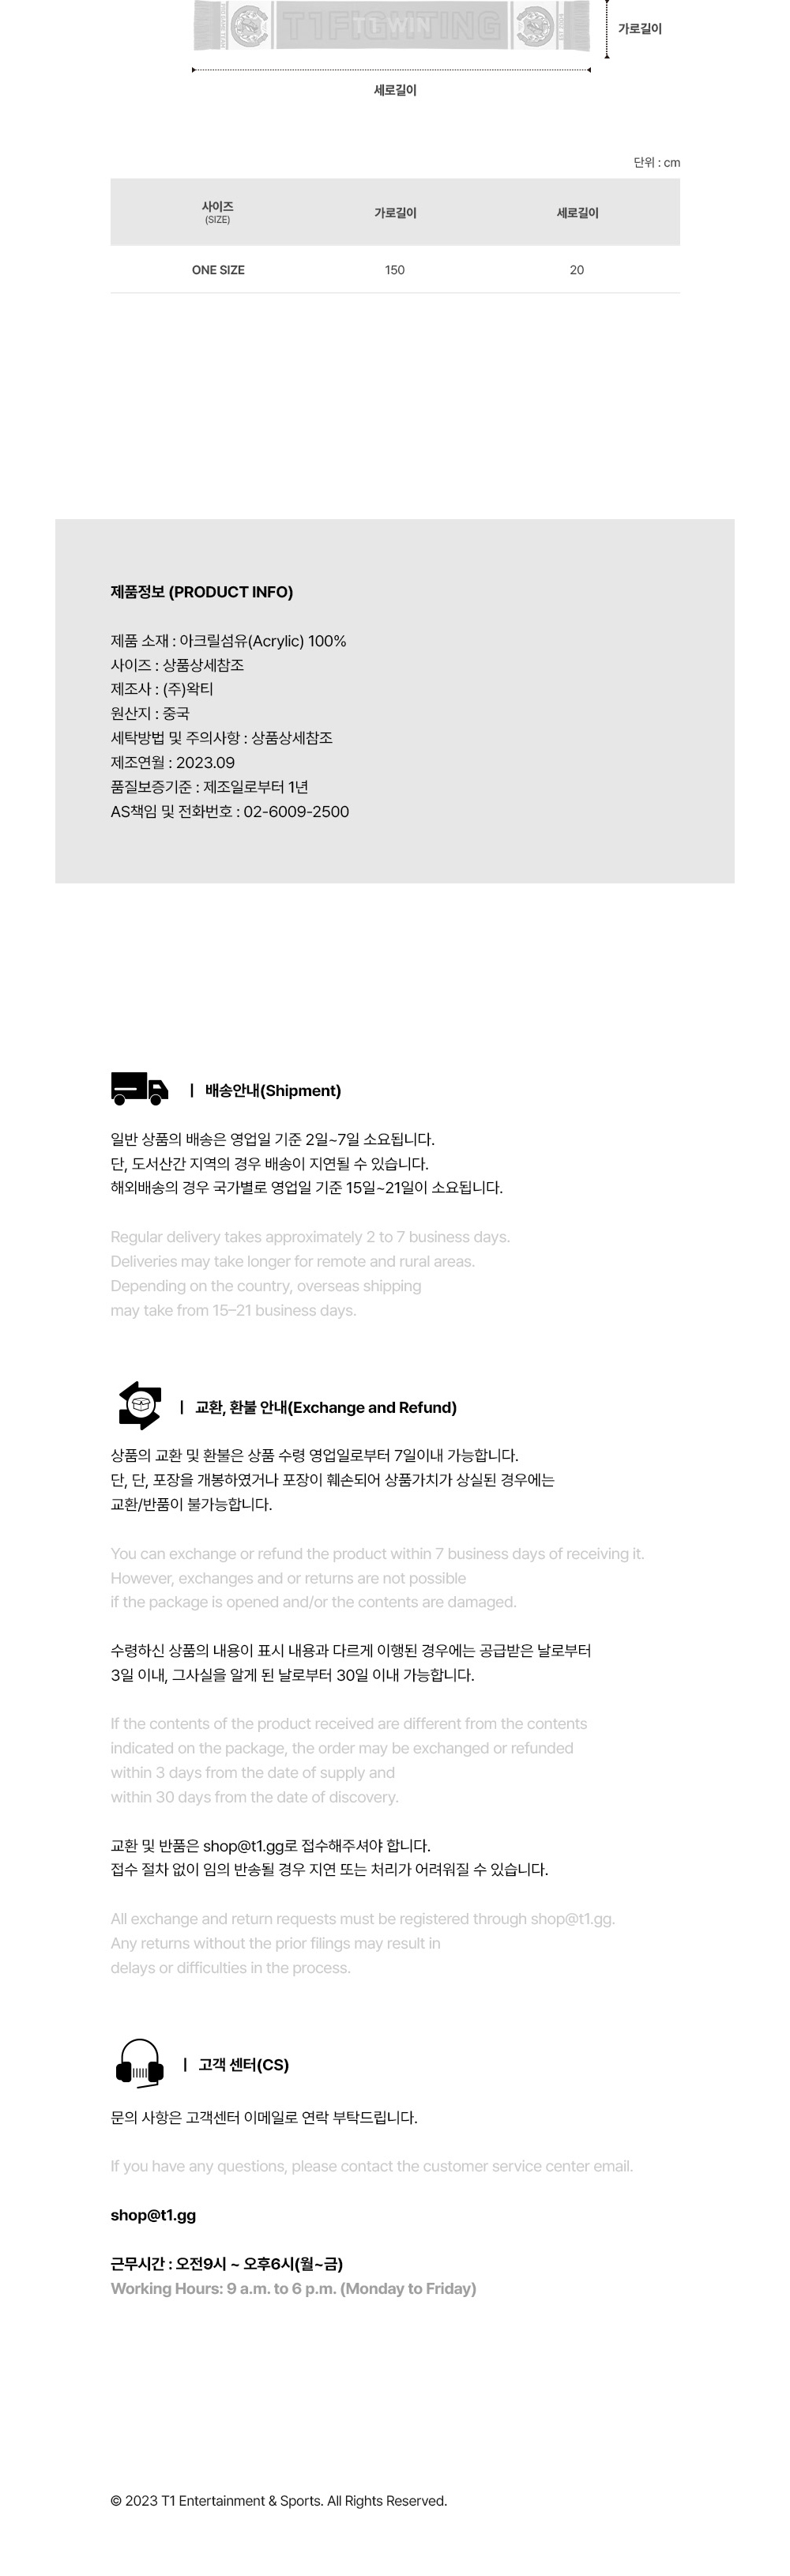 T1FIGHTING
T1 WIN
가로길이
세로길이
단위 : cm
사이즈
(SIZE)
가로길이
세로길이
ONE SIZE
150
20
제품정보 (PRODUCT INFO)
제품 소재 : 아크릴섬유(Acrylic) 100%
사이즈 : 상품상세참조
제조사 : (주)왁티
원산지 : 중국
세탁방법 및 주의사항 : 상품상세참조
제조연월 : 2023.09
품질보증기준 : 제조일로부터 1년
AS책임 및 전화번호 : 02-6009-2500
| 배송안내(Shipment)
일반 상품의 배송은 영업일 기준 2일~7일 소요됩니다.
단, 도서산간 지역의 경우 배송이 지연될 수 있습니다.
해외배송의 경우 국가별로 영업일 기준 15일~21일이 소요됩니다.
Regular delivery takes approximately 2 to 7 business days.
Deliveries may take longer for remote and rural areas.
Depending on the country, overseas shipping
may take from 15–21 business days.
| 교환, 환불 안내(Exchange and Refund)
상품의 교환 및 환불은 상품 수령 영업일로부터 7일이내 가능합니다.
단, 단, 포장을 개봉하였거나 포장이 훼손되어 상품가치가 상실된 경우에는
교환/반품이 불가능합니다.
You can exchange or refund the product within 7 business days of receiving it.
However, exchanges and or returns are not possible
if the package is opened and/or the contents are damaged.
수령하신 상품의 내용이 표시 내용과 다르게 이행된 경우에는 공급받은 날로부터
3일 이내, 그사실을 알게 된 날로부터 30일 이내 가능합니다.
If the contents of the product received are different from the contents
indicated on the package, the order may be exchanged or refunded
within 3 days from the date of supply and
within 30 days from the date of discovery.
교환 및 반품은 shop@t1.gg로 접수해주셔야 합니다.
접수 절차 없이 임의 반송될 경우 지연 또는 처리가 어려워질 수 있습니다.
All exchange and return requests must be registered through shop@t1.gg.
Any returns without the prior filings may result in
delays or difficulties in the process.
| 고객 센터(CS)
문의 사항은 고객센터 이메일로 연락 부탁드립니다.
If you have any questions, please contact the customer service center email.
shop@t1.gg
근무시간 : 오전9시 ~ 오후6시(월~금)
Working Hours: 9 a.m. to 6 p.m. (Monday to Friday)
© 2023 T1 Entertainment & Sports. All Rights Reserved.